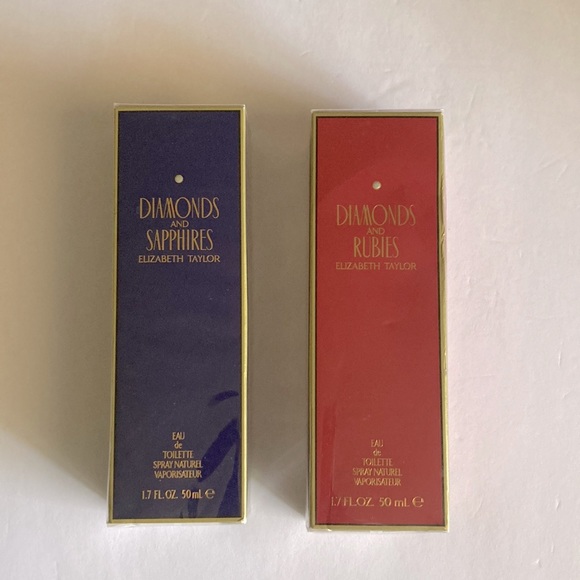 DIAMONDS
AND
SAPPHIRES
ELIZABETH TAYLOR
EAU
de
TOILETTE
SPRAY NATUREL
VAPORISATEUR
1.7 FL.OZ. 50 mL ℮
DIAMONDS
AND
RUBIES
ELIZABETH TAYLOR
EAU
de
TOILETTE
SPRAY NATUREL
VAPORISATEUR
1.7 FL.OZ. 50 mL ℮